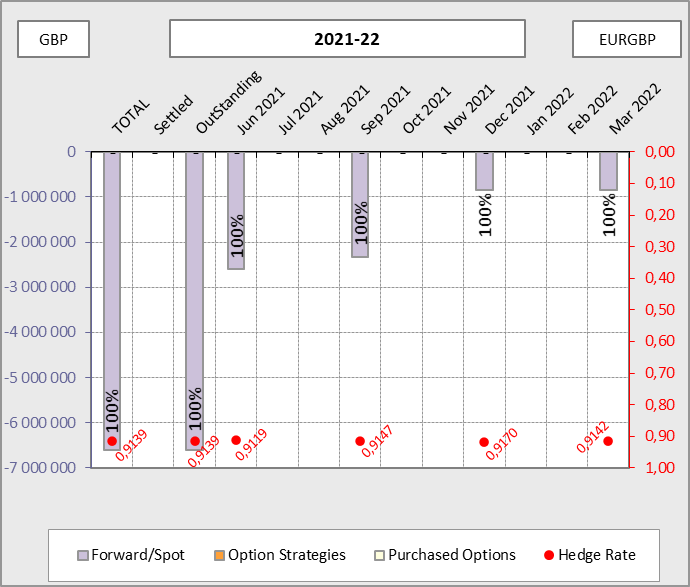 GBP
2021-22
EURGBP
TOTAL
Settled
OutStanding
Jun 2021
Jul 2021
Aug 2021
Sep 2021
Oct 2021
Nov 2021
Dec 2021
Jan 2022
Feb 2022
Mar 2022
0
-1 000 000
-2 000 000
-3 000 000
-4 000 000
-5 000 000
-6 000 000
-7 000 000
0,00
0,10
0,20
0,30
0,40
0,50
0,60
0,70
0,80
0,90
1,00
100%
100%
100%
100%
100%
100%
0,9139
0,9139
0,9119
0,9147
0,9170
0,9142
Forward/Spot
Option Strategies
Purchased Options
Hedge Rate